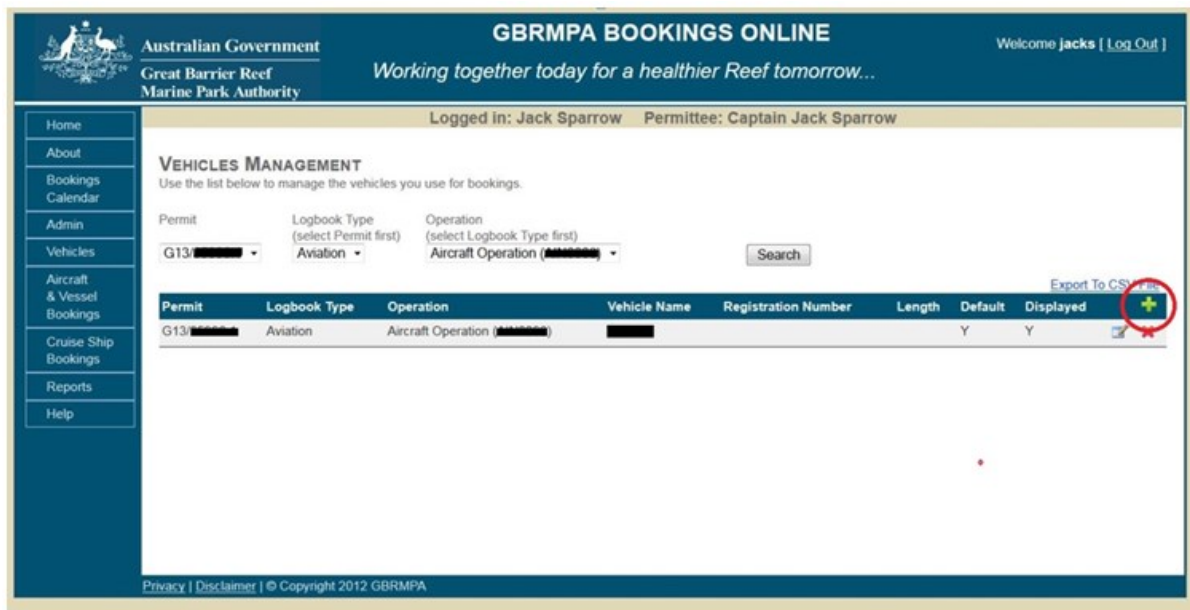 Australian Government
Great Barrier Reef
Marine Park Authority
GBRMPA BOOKINGS ONLINE
Working together today for a healthier Reef tomorrow...
Welcome jacks [ Log Out ]
Logged in: Jack Sparrow Permittee: Captain Jack Sparrow
Home
About
Bookings
Calendar
Admin
Vehicles
Aircraft
& Vessel
Bookings
Cruise Ship
Bookings
Reports
Help
VEHICLES MANAGEMENT
Use the list below to manage the vehicles you use for bookings.
Permit Logbook Type Operation
(select Permit first) (select Logbook Type first)
G13/ Aviation Aircraft Operation ( Search
Export To CSV File
Permit Logbook Type Operation Vehicle Name Registration Number Length Default Displayed
G13/ Aviation Aircraft Operation ( ) Y Y
Privacy | Disclaimer | © Copyright 2012 GBRMPA